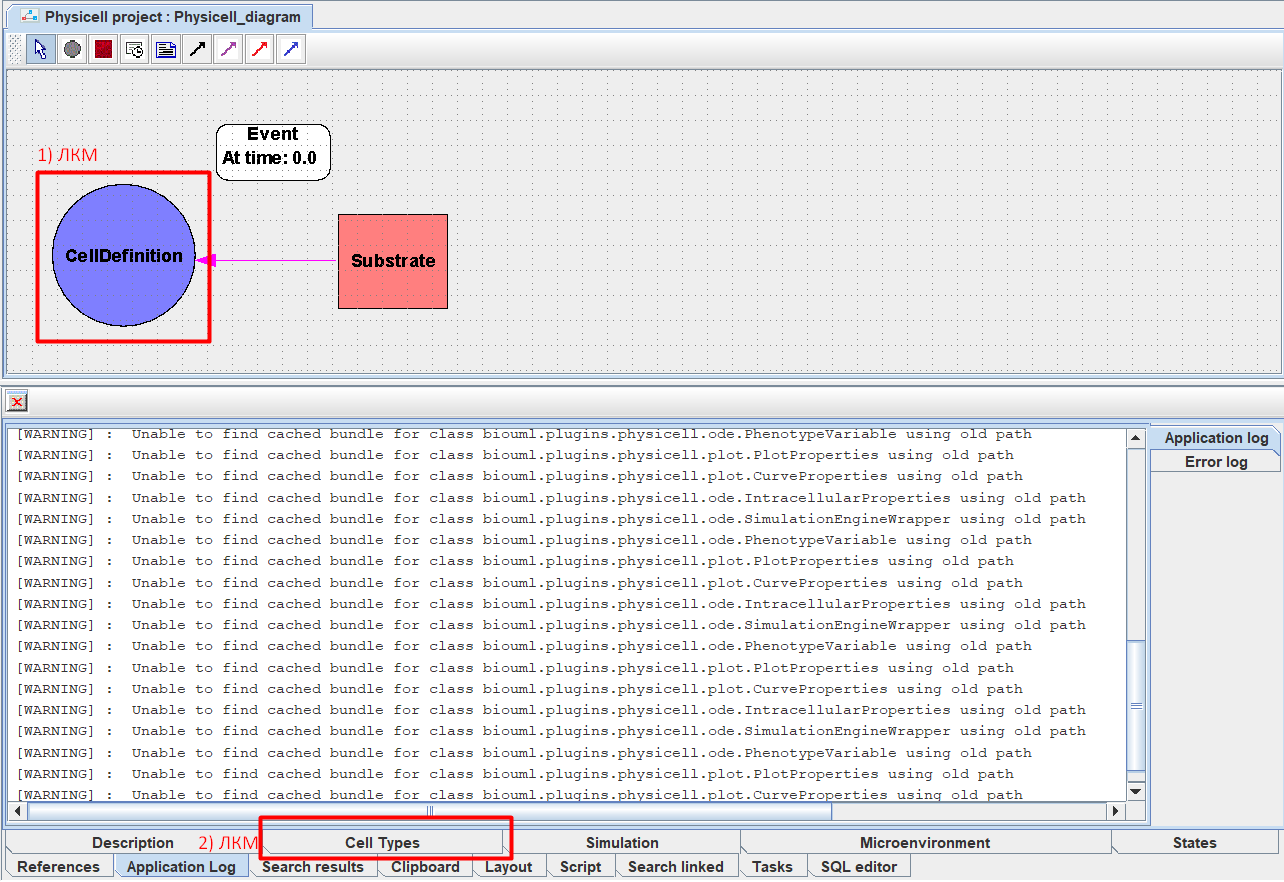 Physicell project : Physicell_diagram
Event
At time: 0.0
1) ЛКМ
CellDefinition
Substrate
[WARNING] : Unable to find cached bundle for class biouml.plugins.physicell.ode.PhenotypeVariable using old path
[WARNING] : Unable to find cached bundle for class biouml.plugins.physicell.plot.PlotProperties using old path
[WARNING] : Unable to find cached bundle for class biouml.plugins.physicell.plot.CurveProperties using old path
[WARNING] : Unable to find cached bundle for class biouml.plugins.physicell.ode.IntracellularProperties using old path
[WARNING] : Unable to find cached bundle for class biouml.plugins.physicell.ode.SimulationEngineWrapper using old path
[WARNING] : Unable to find cached bundle for class biouml.plugins.physicell.ode.PhenotypeVariable using old path
[WARNING] : Unable to find cached bundle for class biouml.plugins.physicell.plot.PlotProperties using old path
[WARNING] : Unable to find cached bundle for class biouml.plugins.physicell.plot.CurveProperties using old path
[WARNING] : Unable to find cached bundle for class biouml.plugins.physicell.ode.IntracellularProperties using old path
[WARNING] : Unable to find cached bundle for class biouml.plugins.physicell.ode.SimulationEngineWrapper using old path
[WARNING] : Unable to find cached bundle for class biouml.plugins.physicell.ode.PhenotypeVariable using old path
[WARNING] : Unable to find cached bundle for class biouml.plugins.physicell.plot.PlotProperties using old path
[WARNING] : Unable to find cached bundle for class biouml.plugins.physicell.plot.CurveProperties using old path
[WARNING] : Unable to find cached bundle for class biouml.plugins.physicell.ode.IntracellularProperties using old path
[WARNING] : Unable to find cached bundle for class biouml.plugins.physicell.ode.SimulationEngineWrapper using old path
[WARNING] : Unable to find cached bundle for class biouml.plugins.physicell.ode.PhenotypeVariable using old path
[WARNING] : Unable to find cached bundle for class biouml.plugins.physicell.plot.PlotProperties using old path
[WARNING] : Unable to find cached bundle for class biouml.plugins.physicell.plot.CurveProperties using old path
Application log
Error log
Description 2) ЛКМ Cell Types Simulation Microenvironment States
References Application Log Search results Clipboard Layout Script Search linked Tasks SQL editor